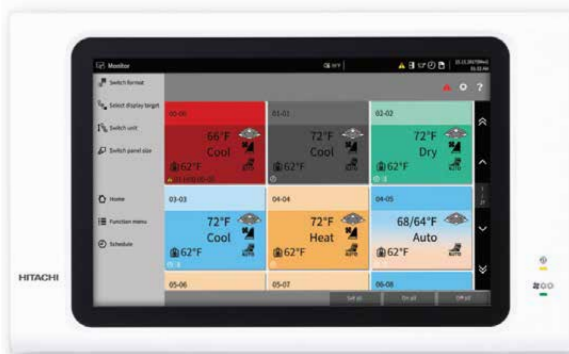 Monitor
Switch format
Select display target
Switch unit
Switch panel size
Home
Function menu
Schedule
?
00-00
66°F
Cool
62°F
01-01
72°F
Cool
62°F
02-02
72°F
Dry
62°F
03-03
72°F
Cool
62°F
04-04
72°F
Heat
62°F
04-05
68/64°F
Auto
62°F
05-06
05-07
06-08
Set all
On all
Off all
HITACHI